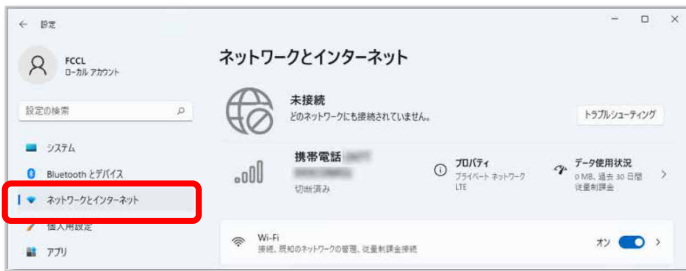 設定
FCCL
ローカル アカウント
設定の検索
システム
Bluetooth とデバイス
ネットワークとインターネット
個人用設定
アプリ
ネットワークとインターネット
未接続
どのネットワークにも接続されていません。
トラブルシューティング
携帯電話
切断済み
プロパティ
プライベート ネットワーク
LTE
データ使用状況
0 MB、過去 30 日間
従量制課金
Wi-Fi
接続、既知のネットワークの管理、従量制課金接続
オン